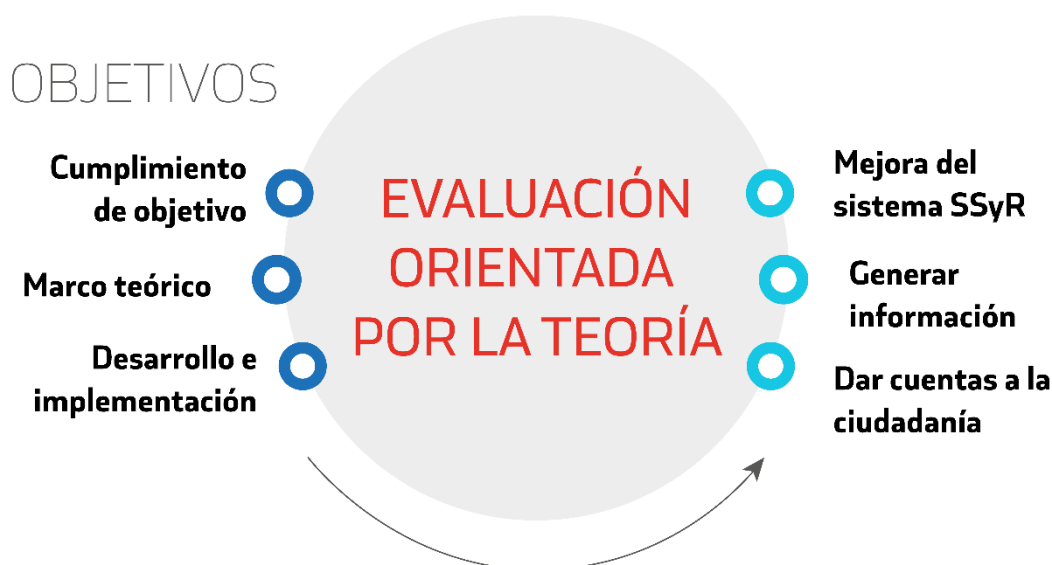 OBJETIVOS
Cumplimiento
de objetivo
Marco teórico
Desarrollo e
implementación
EVALUACIÓN
ORIENTADA
POR LA TEORÍA
Mejora del
sistema SSyR
Generar
información
Dar cuentas a la
ciudadanía